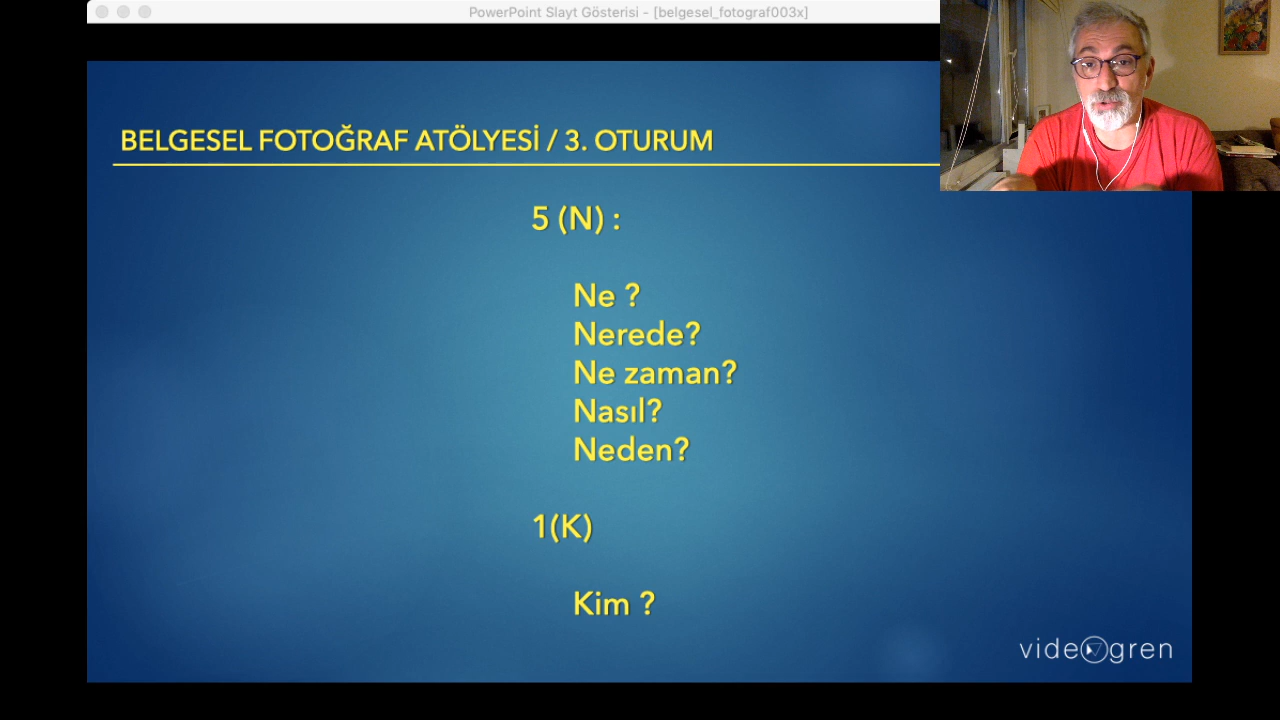 PowerPoint Slayt Gösterisi - [belgesel_fotograf003x]
BELGESEL FOTOĞRAF ATÖLYESİ / 3. OTURUM
5 (N) :
Ne ?
Nerede?
Ne zaman?
Nasıl?
Neden?
1(K)
Kim ?
videogren